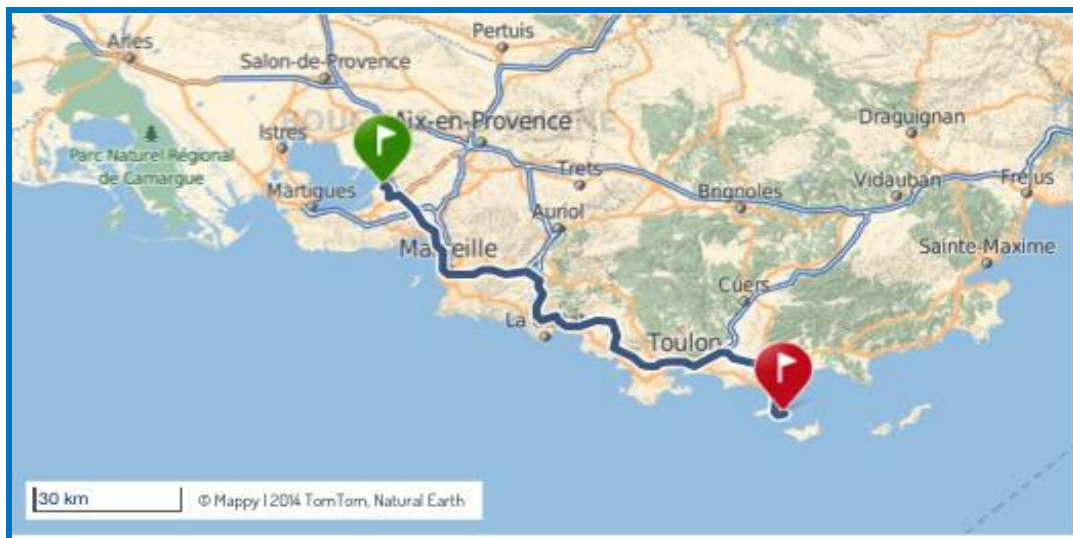 Pertuis
Arles
Salon-de-Provence
Draguignan
Aix-en-Provence
Istres
Parc Naturel Régional
de Camargue
Trets
Martigues
Brignoles
Vidauban
Fréjus
Auriol
Marseille
Sainte-Maxime
Cuers
La
Toulon
30 km
© Mappy | 2014 TomTom, Natural Earth